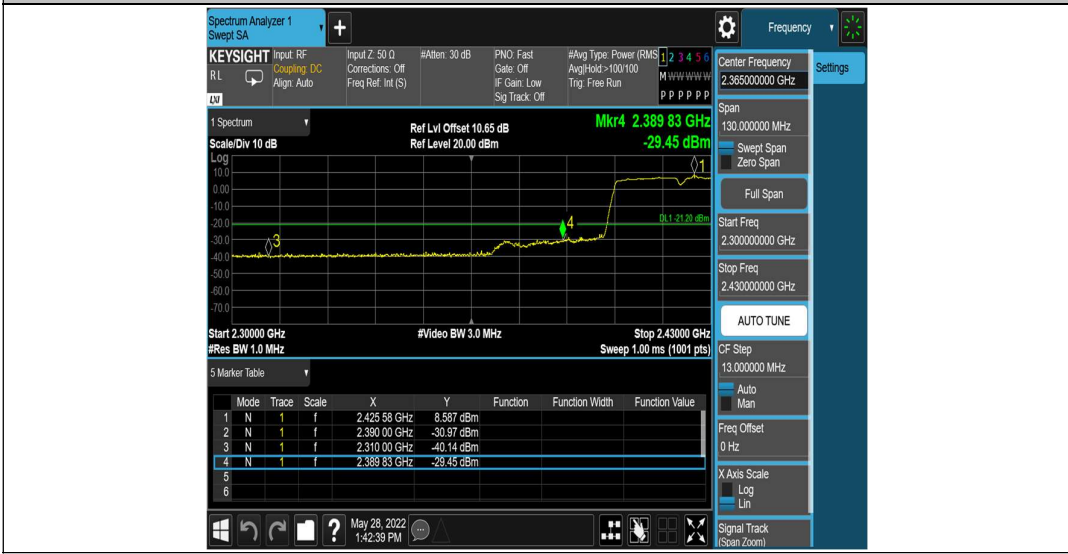 Spectrum Analyzer 1
Swept SA
+
Frequency
KEYSIGHT
RL
LXI
Input: RF
Coupling: DC
Align: Auto
Input Z: 50 Ω
Corrections: Off
Freq Ref: Int (S)
#Atten: 30 dB
PNO: Fast
Gate: Off
IF Gain: Low
Sig Track: Off
#Avg Type: Power (RMS
Avg|Hold:>100/100
Trig: Free Run
1 2 3 4 5 6
M W W W W W
P P P P P P
1 Spectrum
Scale/Div 10 dB
Ref Lvl Offset 10.65 dB
Ref Level 20.00 dBm
Mkr4 2.389 83 GHz
-29.45 dBm
Log
10.0
0.00
-10.0
-20.0
-30.0
-40.0
-50.0
-60.0
-70.0
1
4
3
DL1 -21.20 dBm
Start 2.30000 GHz
#Video BW 3.0 MHz
Stop 2.43000 GHz
#Res BW 1.0 MHz
Sweep 1.00 ms (1001 pts)
5 Marker Table
Mode Trace Scale X Y Function Function Width Function Value
1 N 1 f 2.425 58 GHz 8.587 dBm
2 N 1 f 2.390 00 GHz -30.97 dBm
3 N 1 f 2.310 00 GHz -40.14 dBm
4 N 1 f 2.389 83 GHz -29.45 dBm
5
6
?
May 28, 2022
1:42:39 PM
Settings
Center Frequency
2.365000000 GHz
Span
130.000000 MHz
Swept Span
Zero Span
Full Span
Start Freq
2.300000000 GHz
Stop Freq
2.430000000 GHz
AUTO TUNE
CF Step
13.000000 MHz
Auto
Man
Freq Offset
0 Hz
X Axis Scale
Log
Lin
Signal Track
(Span Zoom)